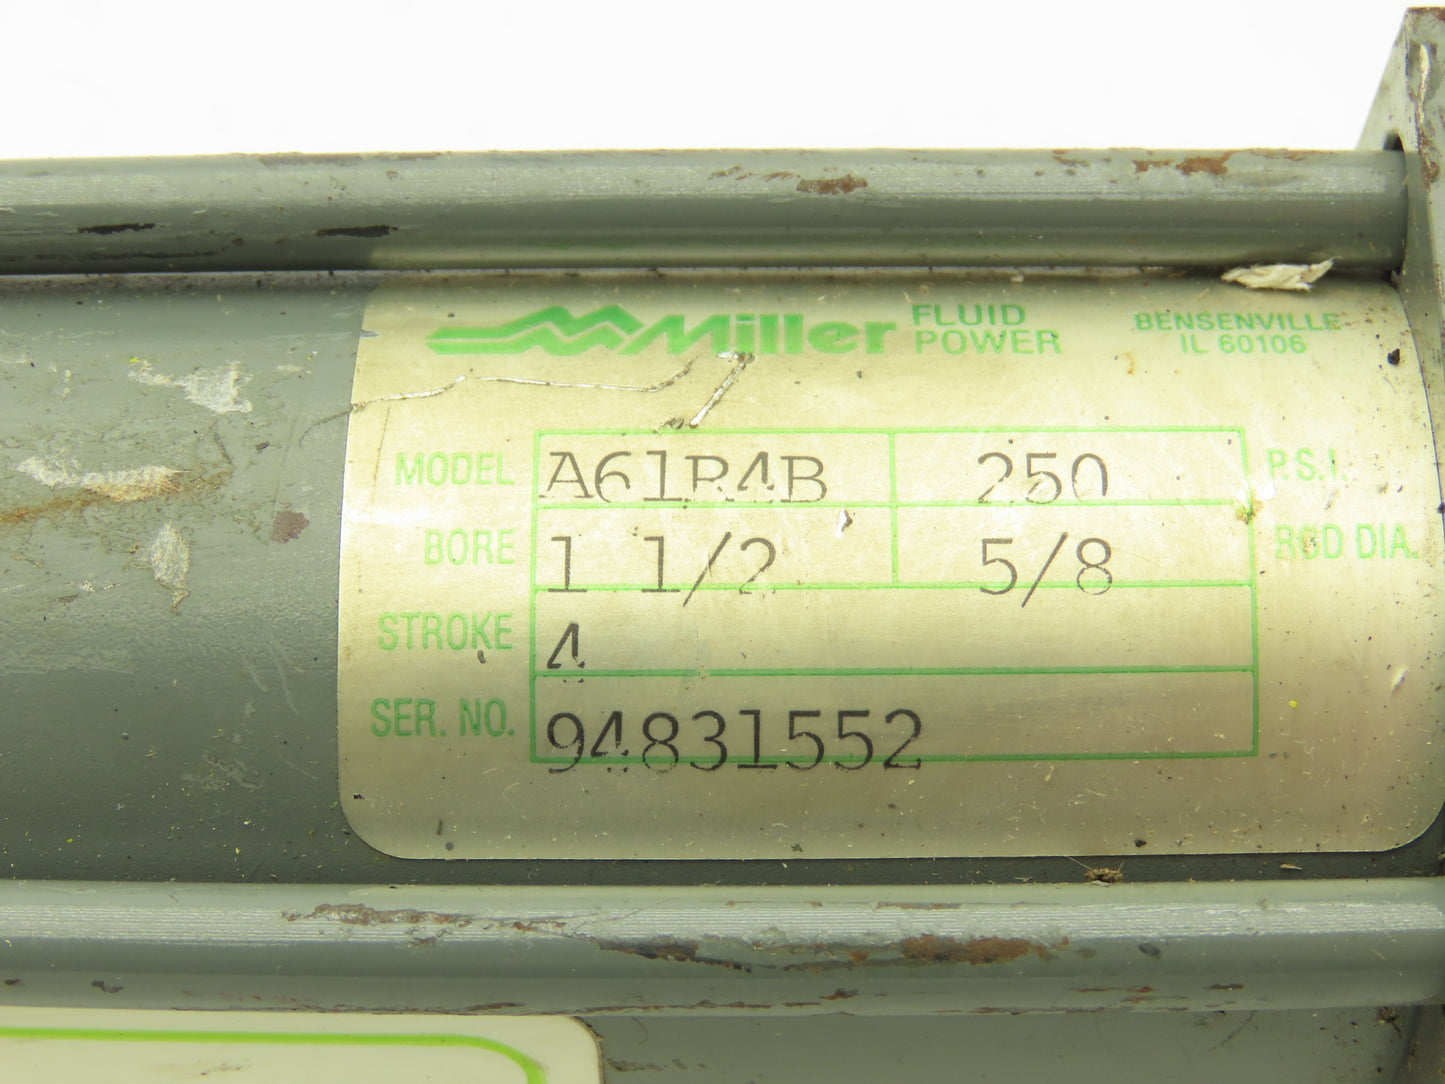 Miller FLUID POWER BENSENVILLE IL 60106
MODEL A61R4B 250 P.S.I.
BORE 1 1/2 5/8 ROD DIA.
STROKE 4
SER. NO. 94831552